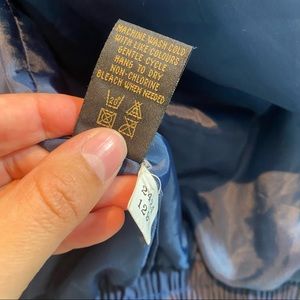 MACHINE WASH COLD
WITH LIKE COLOURS
GENTLE CYCLE
HANG TO DRY
NON-CHLORINE
BLEACH WHEN NEEDED